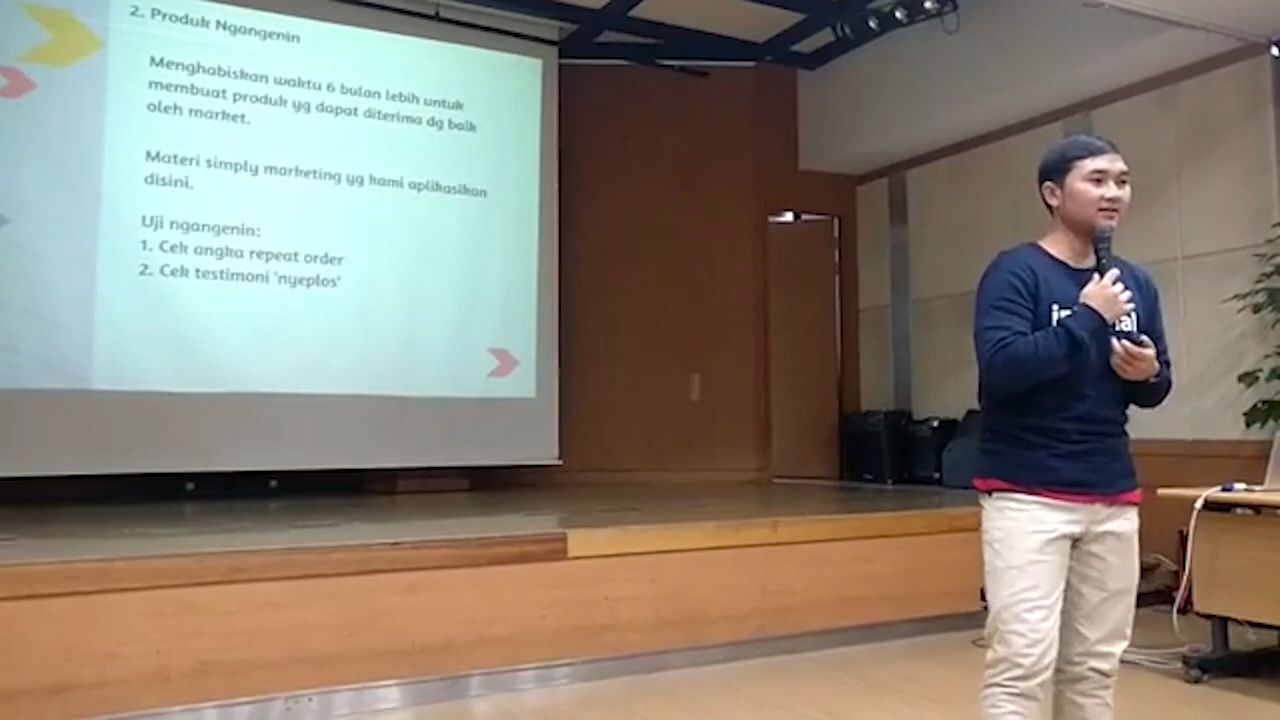 2. Produk Ngangenin
Menghabiskan waktu 6 bulan lebih untuk
membuat produk yg dapat diterima dg baik
oleh market.
Materi simply marketing yg kami aplikasikan
disini.
Uji ngangenin:
1. Cek angka repeat order
2. Cek testimoni 'nyeplos'